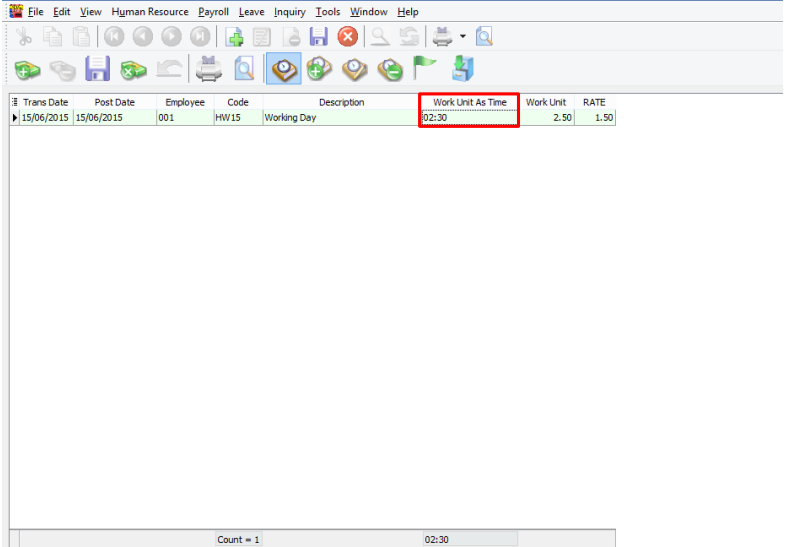 File Edit View Human Resource Payroll Leave Inquiry Tools Window Help
Trans Date Post Date Employee Code Description Work Unit As Time Work Unit RATE
15/06/2015 15/06/2015 001 HW15 Working Day 02:30 2.50 1.50
Count = 1 02:30